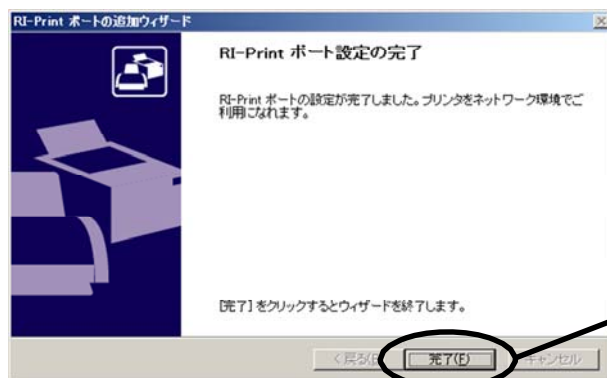 RI-Print ポートの追加ウィザード
RI-Print ポート設定の完了
RI-Print ポートの設定が完了しました。プリンタをネットワーク環境でご
利用になれます。
[完了] をクリックするとウィザードを終了します。
< 戻る(B 完了(F) キャンセル